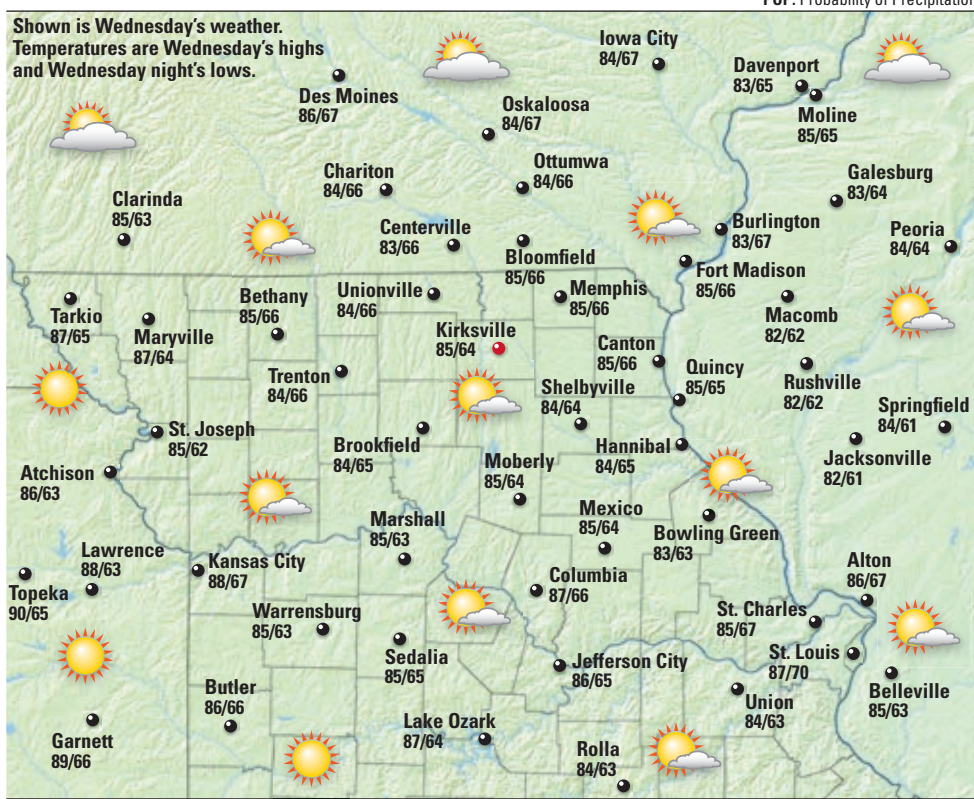 POP: Probability of Precipitation
Shown is Wednesday's weather.
Temperatures are Wednesday's highs
and Wednesday night's lows.
Iowa City
84/67
Davenport
83/65
Des Moines
86/67
Moline
85/65
Oskaloosa
84/67
Ottumwa
84/66
Chariton
84/66
Galesburg
83/64
Clarinda
85/63
Centerville
83/66
Burlington
83/67
Peoria
84/64
Bloomfield
85/66
Fort Madison
85/66
Tarkio
87/65
Maryville
87/64
Bethany
85/66
Unionville
84/66
Memphis
85/66
Macomb
82/62
Kirksville
85/64
Canton
85/66
Quincy
85/65
Rushville
82/62
Trenton
84/66
Shelbyville
84/64
Springfield
84/61
St. Joseph
85/62
Brookfield
84/65
Hannibal
84/65
Jacksonville
82/61
Atchison
86/63
Moberly
85/64
Mexico
85/64
Bowling Green
83/63
Marshall
85/63
Lawrence
88/63
Kansas City
88/67
Alton
86/67
Topeka
90/65
Columbia
87/66
Warrensburg
85/63
St. Charles
85/67
Sedalia
85/65
Jefferson City
86/65
St. Louis
87/70
Belleville
85/63
Butler
86/66
Union
84/63
Garnett
89/66
Lake Ozark
87/64
Rolla
84/63